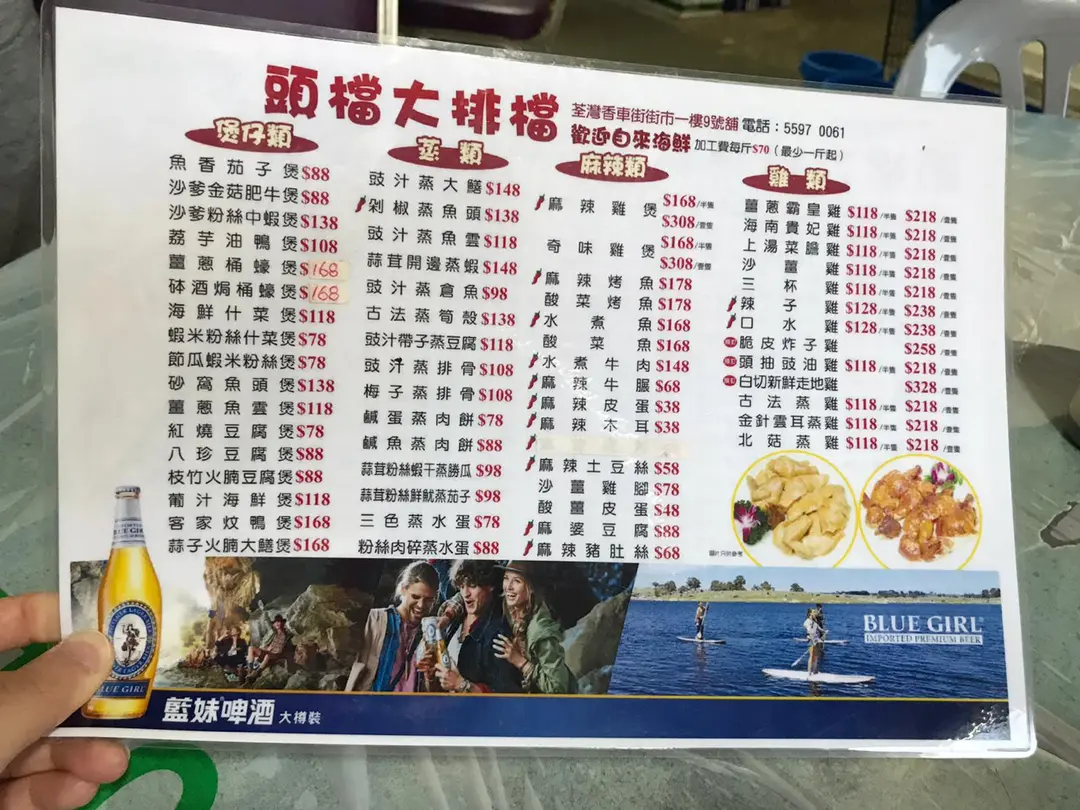 頭檔大排檔
荃灣香車街街市一樓9號舖 電話：5597 0061
歡迎自來海鮮 加工費每斤$70（最少一斤起）
煲仔類
魚香茄子煲$88
沙爹金菇肥牛煲$88
沙爹粉絲中蝦煲$138
荔芋油鴨煲$108
薑蔥桶蠔煲$168
砵酒焗桶蠔煲$168
海鮮什菜煲$118
蝦米粉絲什菜煲$78
節瓜蝦米粉絲煲$78
砂窩魚頭煲$138
薑蔥魚雲煲$118
紅燒豆腐煲$78
八珍豆腐煲$88
枝竹火腩豆腐煲$88
葡汁海鮮煲$118
客家炆鴨煲$168
蒜子火腩大鱔煲$168
蒸類
豉汁蒸大鱔$148
剁椒蒸魚頭$138
豉汁蒸魚雲$118
蒜茸開邊蒸蝦$148
豉汁蒸倉魚$98
古法蒸筍殼$138
豉汁帶子蒸豆腐$118
豉汁蒸排骨$108
梅子蒸排骨$108
鹹蛋蒸肉餅$78
鹹魚蒸肉餅$88
蒜茸粉絲蝦干蒸勝瓜$98
蒜茸粉絲鮮魷蒸茄子$98
三色蒸水蛋$78
粉絲肉碎蒸水蛋$88
麻辣類
麻辣雞煲$168/半隻
$308/壹隻
奇味雞煲$168/半隻
$308/壹隻
麻辣烤魚$178
酸菜烤魚$178
水煮魚$168
酸菜魚$168
水煮牛肉$148
麻辣牛𦟌$68
麻辣皮蛋$38
麻辣木耳$38
麻辣土豆絲$58
沙薑雞腳$78
酸薑皮蛋$48
麻婆豆腐$88
麻辣豬肚絲$68
雞類
薑蔥霸皇雞$118/半隻 $218/壹隻
海南貴妃雞$118/半隻 $218/壹隻
上湯菜膽雞$118/半隻 $218/壹隻
沙薑雞$118/半隻 $218/壹隻
三杯雞$118/半隻 $218/壹隻
辣子雞$128/半隻 $238/壹隻
口水雞$128/半隻 $238/壹隻
脆皮炸子雞 $258/壹隻
頭抽豉油雞$118/半隻 $218/壹隻
白切新鮮走地雞 $328/壹隻
古法蒸雞$118/半隻 $218/壹隻
金針雲耳蒸雞$118/半隻 $218/壹隻
北菇蒸雞$118/半隻 $218/壹隻
圖片只供參考
BLUE GIRL
IMPORTED PREMIUM BEER
BLUE GIRL
BLUE GIRL
藍妹啤酒 大樽裝